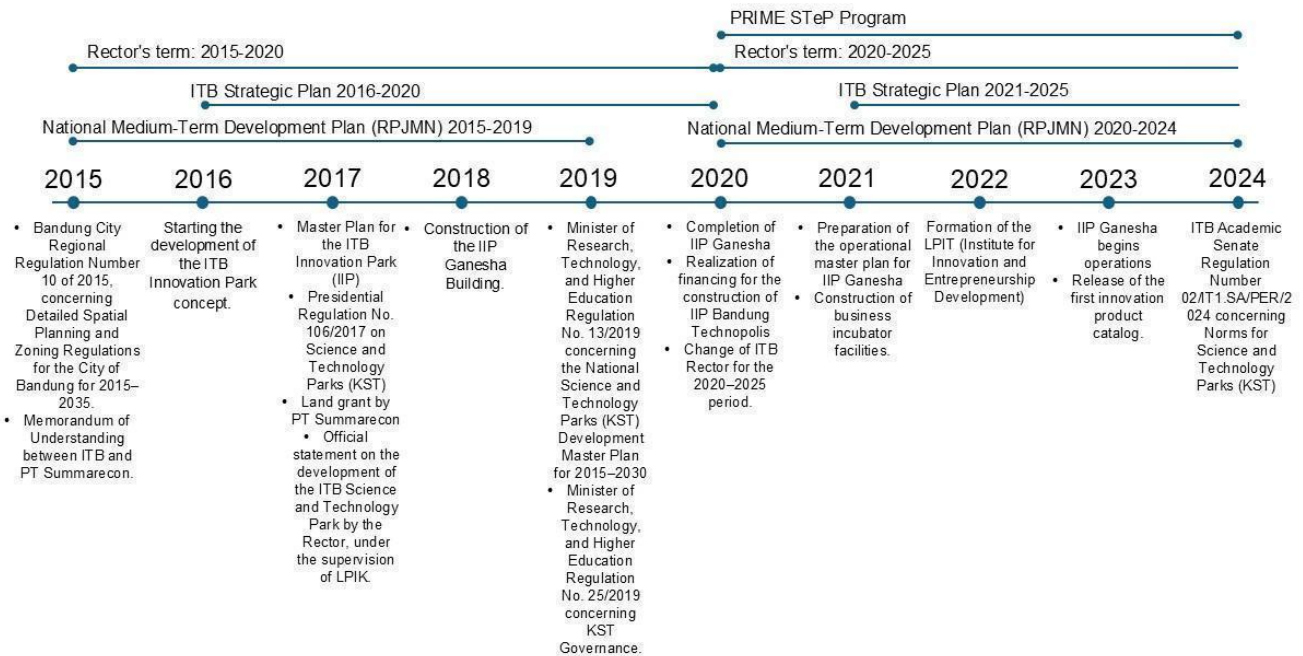 PRIME STeP Program
Rector's term: 2015-2020
Rector's term: 2020-2025
ITB Strategic Plan 2016-2020
ITB Strategic Plan 2021-2025
National Medium-Term Development Plan (RPJMN) 2015-2019
National Medium-Term Development Plan (RPJMN) 2020-2024
2015
• Bandung City
Regional
Regulation Number
10 of 2015,
concerning
Detailed Spatial
Planning and
Zoning Regulations
for the City of
Bandung for 2015–
2035.
• Memorandum of
Understanding
between ITB and
PT Summarecon.
2016
Starting the
development of
the ITB
Innovation Park
concept.
2017
• Master Plan for
the ITB
Innovation Park
(IIP)
• Presidential
Regulation No.
106/2017 on
Science and
Technology
Parks (KST)
• Land grant by
PT Summarecon
• Official
statement on the
development of
the ITB Science
and Technology
Park by the
Rector, under
the supervision
of LPIK.
2018
• Construction of
the IIP
Ganesha
Building.
2019
• Minister of
Research,
Technology,
and Higher
Education
Regulation
No. 13/2019
concerning
the National
Science and
Technology
Parks (KST)
Development
Master Plan
for 2015–2030
• Minister of
Research,
Technology,
and Higher
Education
Regulation
No. 25/2019
concerning
KST
Governance.
2020
• Completion of
IIP Ganesha
• Realization of
financing for the
construction of
IIP Bandung
Technopolis
• Change of ITB
Rector for the
2020–2025
period.
2021
• Preparation of
the operational
master plan for
IIP Ganesha
• Construction of
business
incubator
facilities.
2022
Formation of the
LPIT (Institute for
Innovation and
Entrepreneurship
Development)
2023
• IIP Ganesha
begins
operations
• Release of the
first innovation
product
catalog.
2024
ITB Academic
Senate
Regulation
Number
02/IT1.SA/PER/2
024 concerning
Norms for
Science and
Technology
Parks (KST)